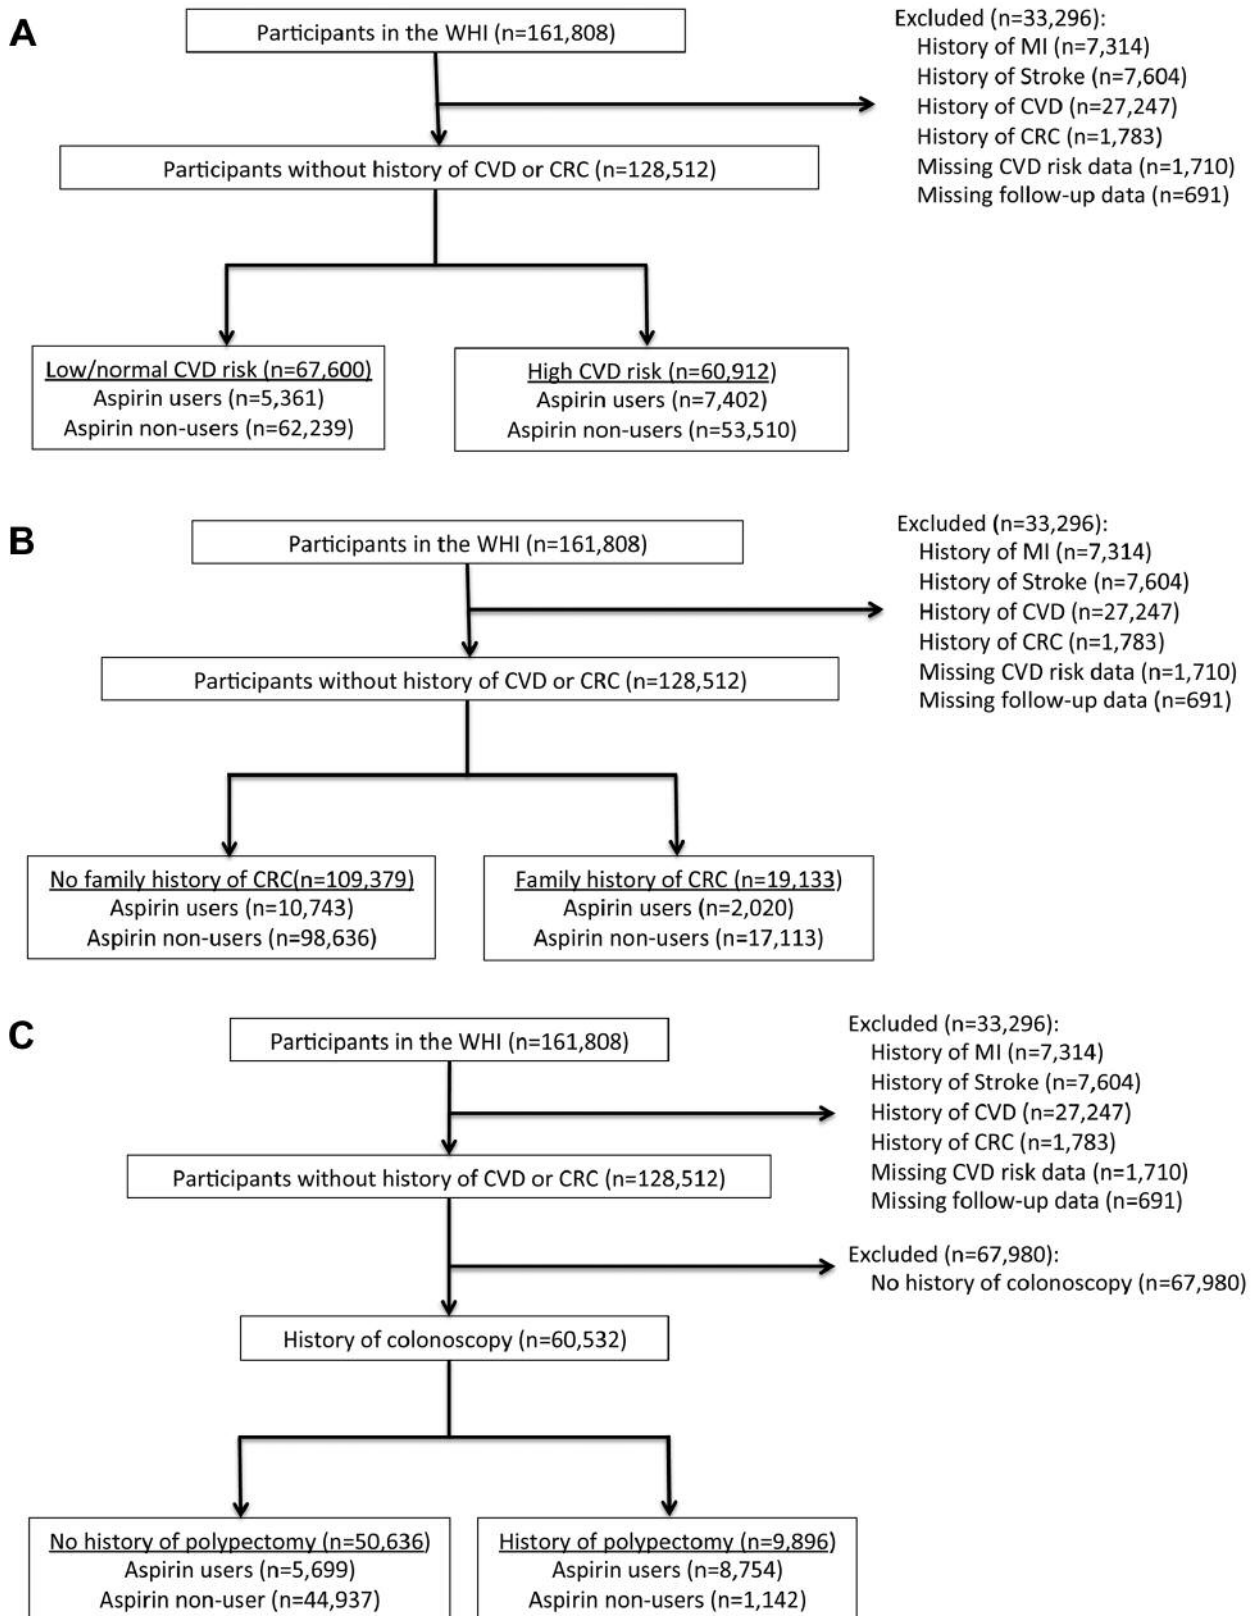 A
Participants in the WHI (n=161,808)
Excluded (n=33,296):
History of MI (n=7,314)
History of Stroke (n=7,604)
History of CVD (n=27,247)
History of CRC (n=1,783)
Missing CVD risk data (n=1,710)
Missing follow-up data (n=691)
Participants without history of CVD or CRC (n=128,512)
Low/normal CVD risk (n=67,600)
Aspirin users (n=5,361)
Aspirin non-users (n=62,239)
High CVD risk (n=60,912)
Aspirin users (n=7,402)
Aspirin non-users (n=53,510)
B
Participants in the WHI (n=161,808)
Excluded (n=33,296):
History of MI (n=7,314)
History of Stroke (n=7,604)
History of CVD (n=27,247)
History of CRC (n=1,783)
Missing CVD risk data (n=1,710)
Missing follow-up data (n=691)
Participants without history of CVD or CRC (n=128,512)
No family history of CRC(n=109,379)
Aspirin users (n=10,743)
Aspirin non-users (n=98,636)
Family history of CRC (n=19,133)
Aspirin users (n=2,020)
Aspirin non-users (n=17,113)
C
Participants in the WHI (n=161,808)
Excluded (n=33,296):
History of MI (n=7,314)
History of Stroke (n=7,604)
History of CVD (n=27,247)
History of CRC (n=1,783)
Missing CVD risk data (n=1,710)
Missing follow-up data (n=691)
Participants without history of CVD or CRC (n=128,512)
Excluded (n=67,980):
No history of colonoscopy (n=67,980)
History of colonoscopy (n=60,532)
No history of polypectomy (n=50,636)
Aspirin users (n=5,699)
Aspirin non-user (n=44,937)
History of polypectomy (n=9,896)
Aspirin users (n=8,754)
Aspirin non-users (n=1,142)